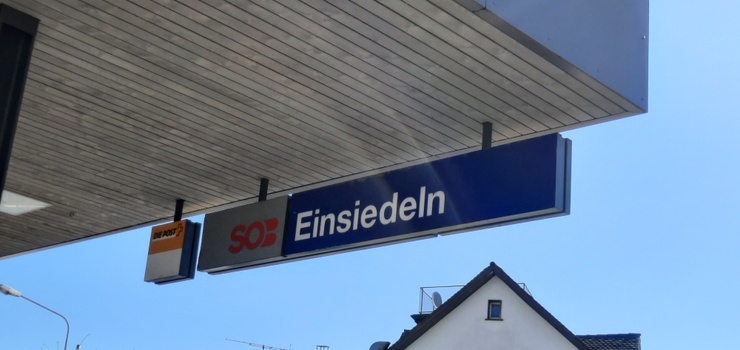 DIE POST
SOB
Einsiedeln